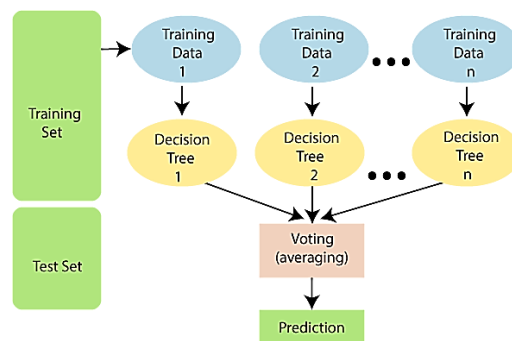 Training
Set
Test Set
Training
Data
1
Training
Data
2
Training
Data
n
Decision
Tree
1
Decision
Tree
2
Decision
Tree
n
Voting
(averaging)
Prediction